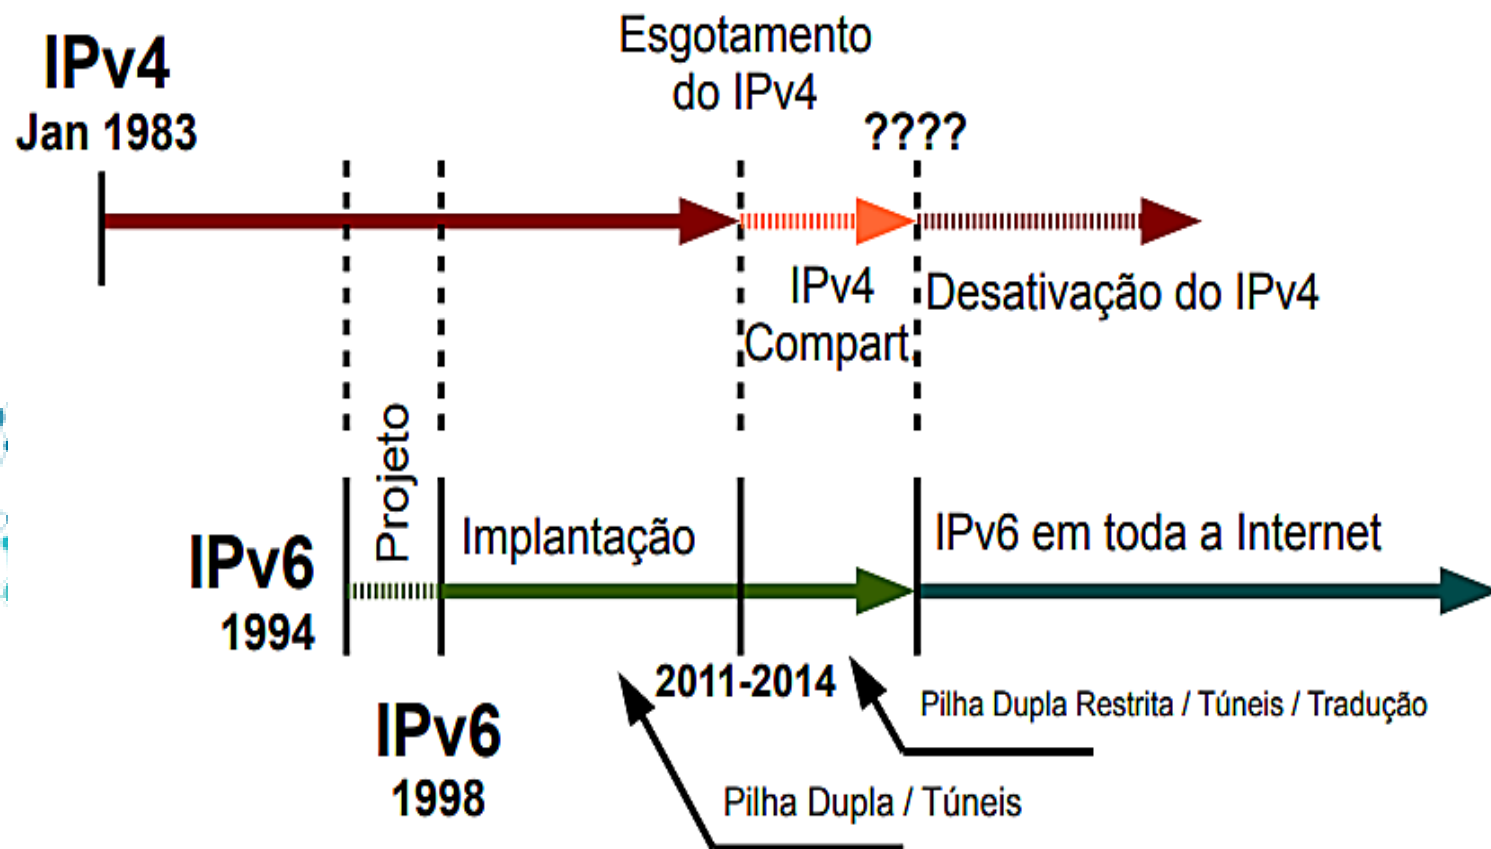 IPv4
Jan 1983
Esgotamento
do IPv4
????
IPv4
Compart.
Desativação do IPv4
Projeto
IPv6
1994
Implantação
IPv6 em toda a Internet
2011-2014
IPv6
1998
Pilha Dupla Restrita / Túneis / Tradução
Pilha Dupla / Túneis